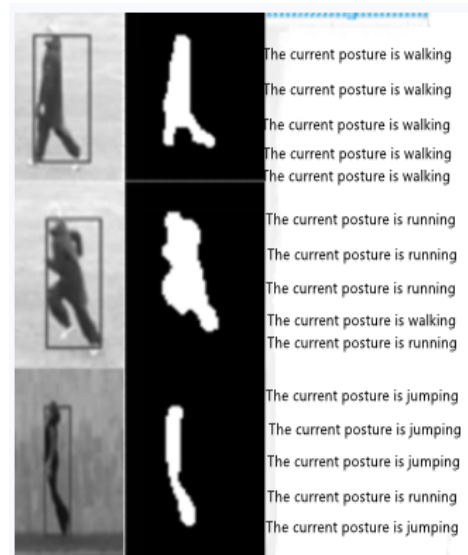 The current posture is walking
The current posture is walking
The current posture is walking
The current posture is walking
The current posture is walking
The current posture is running
The current posture is running
The current posture is running
The current posture is walking
The current posture is running
The current posture is jumping
The current posture is jumping
The current posture is jumping
The current posture is running
The current posture is jumping